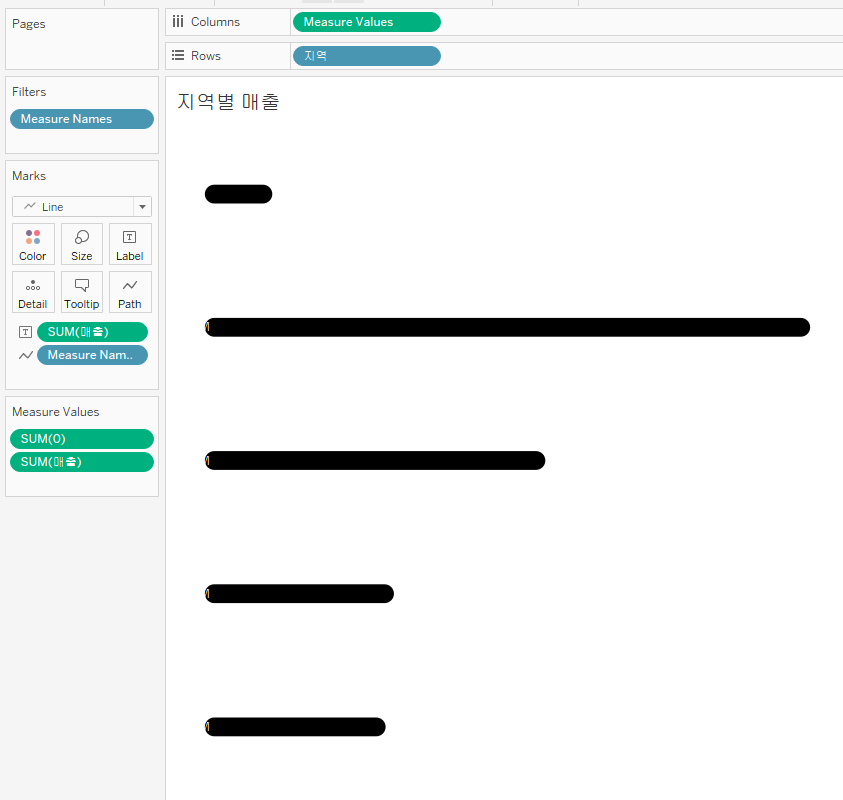 Pages
Columns
Measure Values
Rows
지역
Filters
Measure Names
지역별 매출
Marks
Line
Color
Size
Label
Detail
Tooltip
Path
SUM(매출)
Measure Nam..
Measure Values
SUM(0)
SUM(매출)